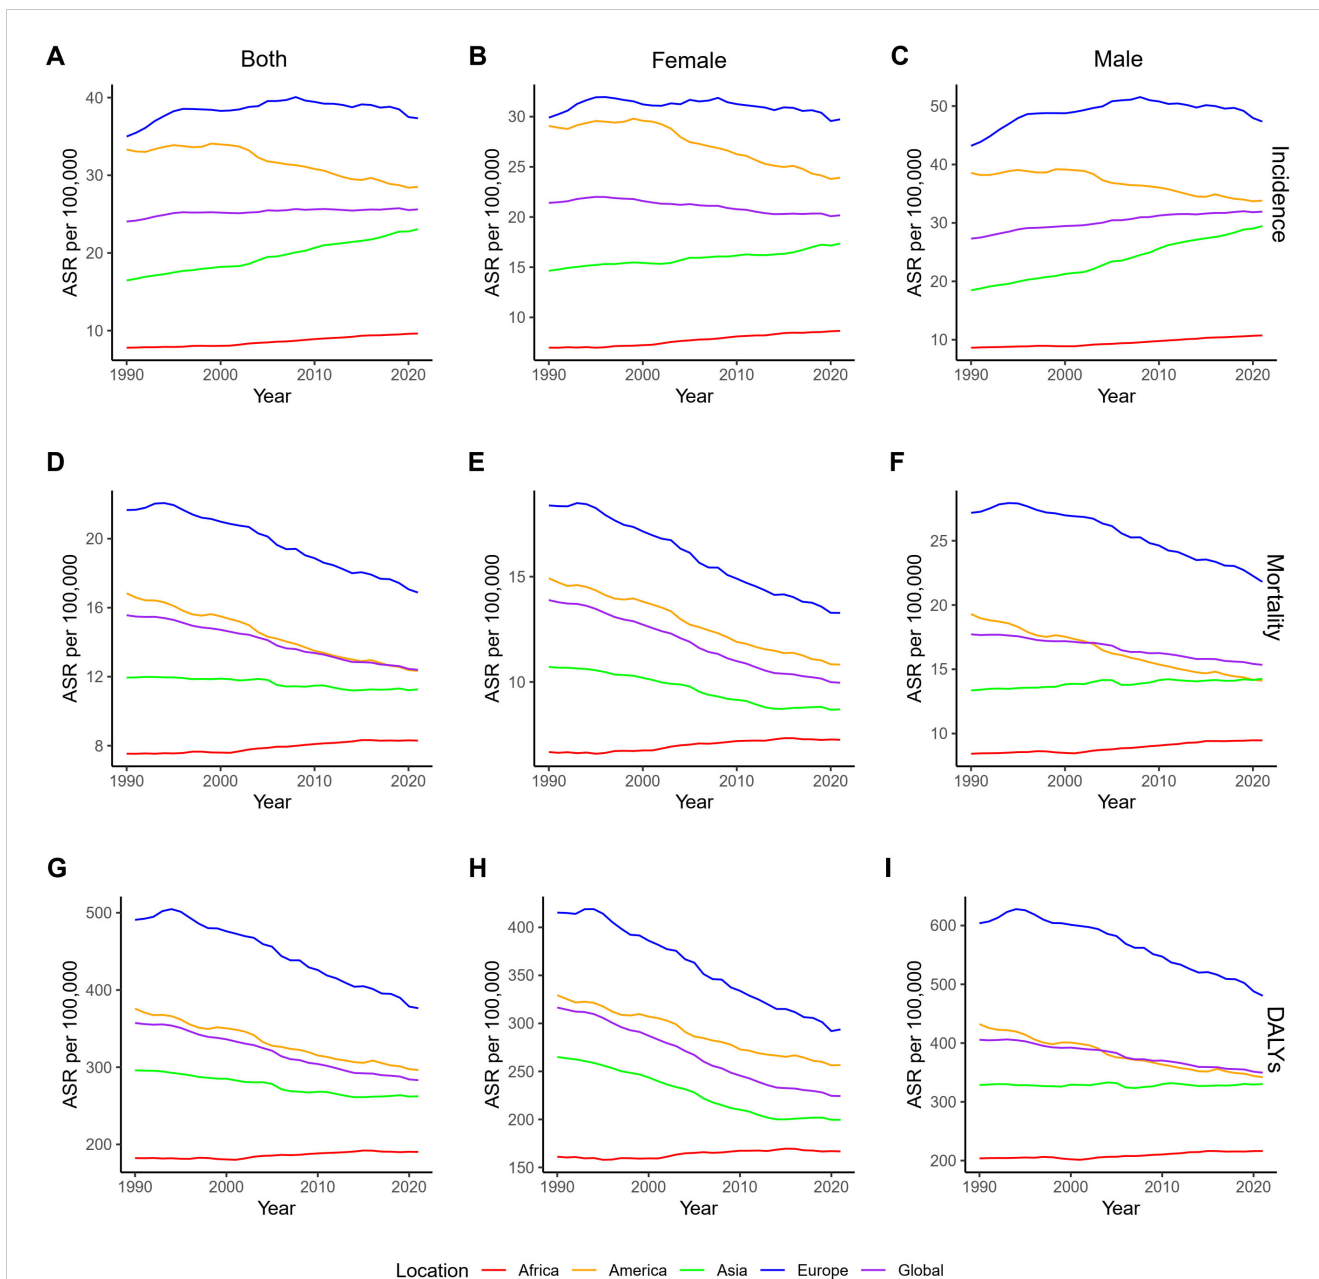 A Both B Female C Male
ASR per 100,000
40
30
20
10
1990 2000 2010 2020
Year
ASR per 100,000
30
25
20
15
10
1990 2000 2010 2020
Year
ASR per 100,000
50
40
30
20
10
1990 2000 2010 2020
Year
Incidence
D E F
ASR per 100,000
20
16
12
8
1990 2000 2010 2020
Year
ASR per 100,000
15
10
1990 2000 2010 2020
Year
ASR per 100,000
25
20
15
10
1990 2000 2010 2020
Year
Mortality
G H I
ASR per 100,000
500
400
300
200
1990 2000 2010 2020
Year
ASR per 100,000
400
350
300
250
200
150
1990 2000 2010 2020
Year
ASR per 100,000
600
500
400
300
200
1990 2000 2010 2020
Year
DALYs
Location Africa America Asia Europe Global